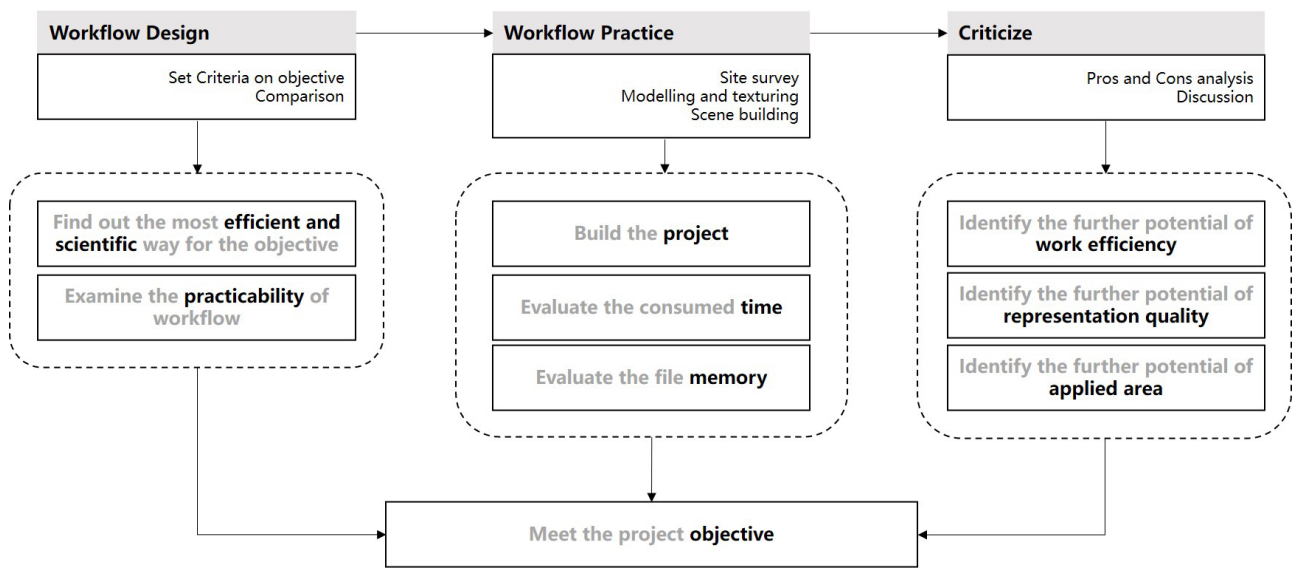 Workflow Design
Set Criteria on objective
Comparison
Find out the most efficient and
scientific way for the objective
Examine the practicability of
workflow
Workflow Practice
Site survey
Modelling and texturing
Scene building
Build the project
Evaluate the consumed time
Evaluate the file memory
Criticize
Pros and Cons analysis
Discussion
Identify the further potential of
work efficiency
Identify the further potential of
representation quality
Identify the further potential of
applied area
Meet the project objective